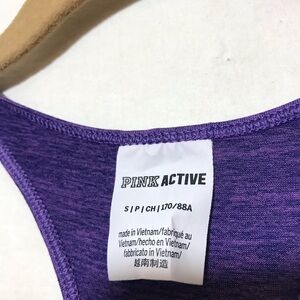 PINK ACTIVE
S | P | CH | 170/88A
made in Vietnam/fabriqué au
Vietnam/hecho en Vietnam/
fabbricato in Vietnam/
越南制造